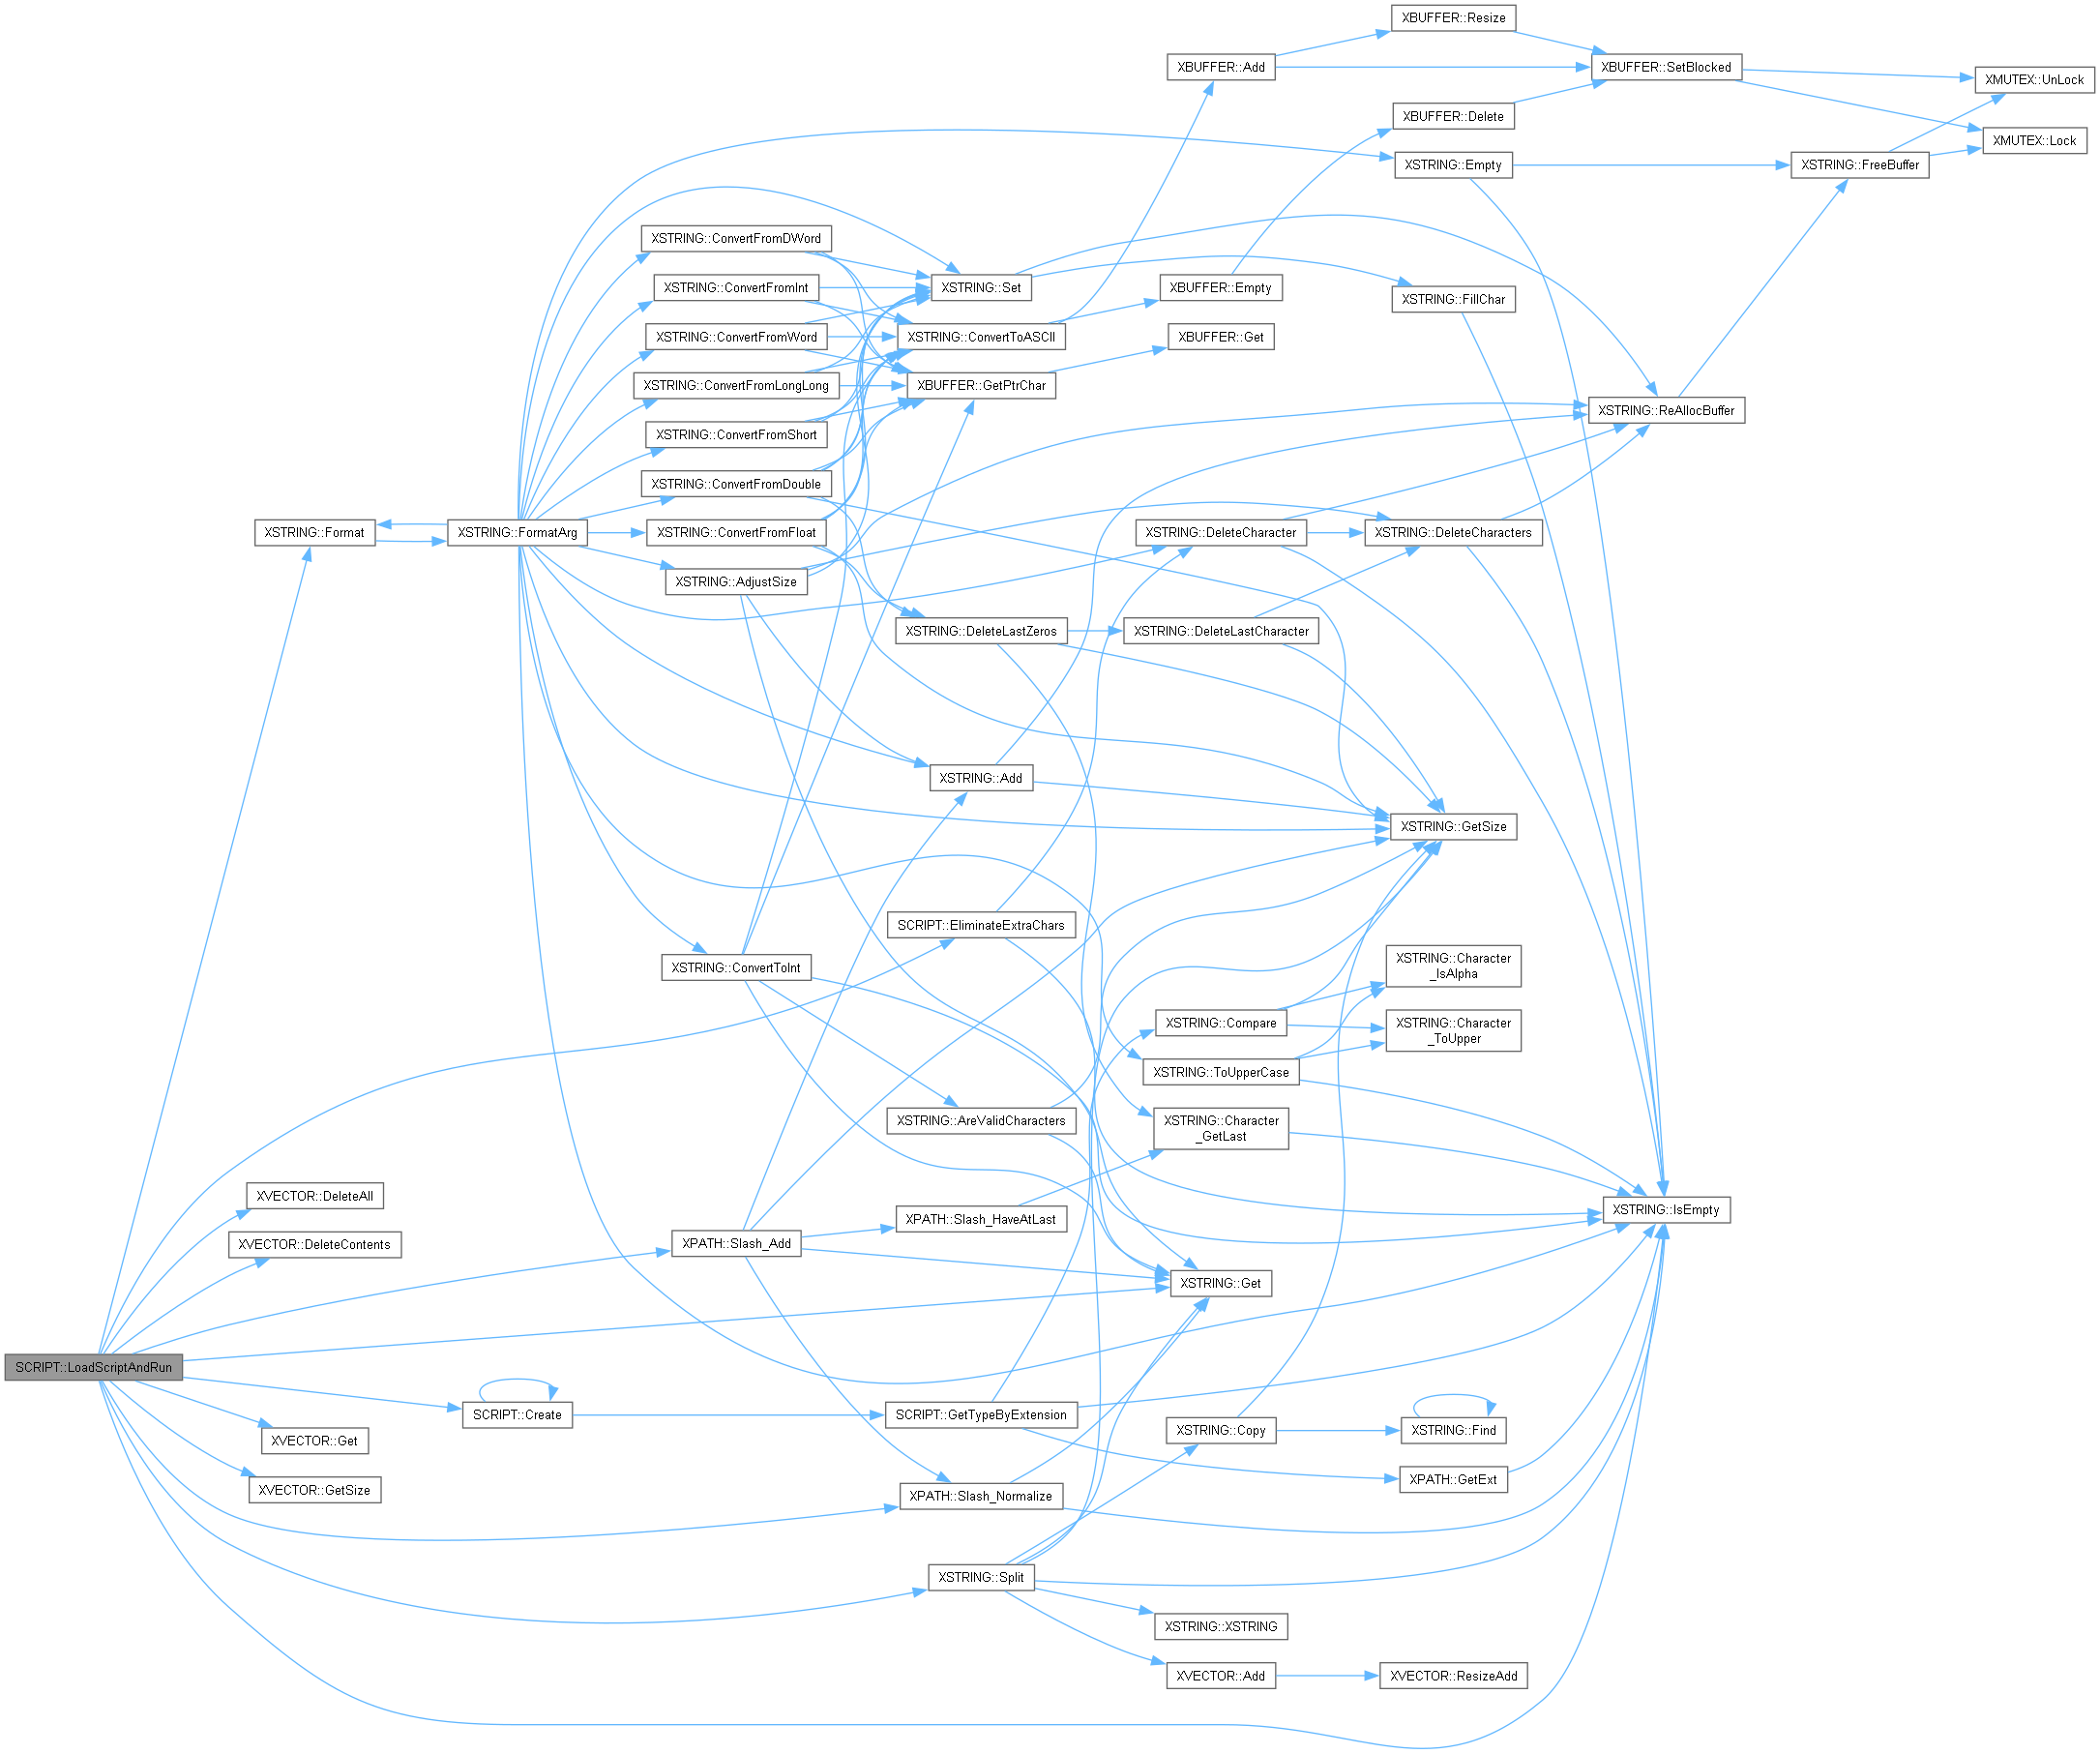 XBUFFER::Resize
XBUFFER::Add
XBUFFER::SetBlocked
XMUTEX::UnLock
XBUFFER::Delete
XMUTEX::Lock
XSTRING::Empty
XSTRING::FreeBuffer
XSTRING::ConvertFromDWord
XSTRING::ConvertFromInt
XSTRING::Set
XBUFFER::Empty
XSTRING::FillChar
XSTRING::ConvertFromWord
XSTRING::ConvertToASCII
XBUFFER::Get
XSTRING::ConvertFromLongLong
XBUFFER::GetPtrChar
XSTRING::ReAllocBuffer
XSTRING::ConvertFromShort
XSTRING::ConvertFromDouble
XSTRING::Format
XSTRING::FormatArg
XSTRING::ConvertFromFloat
XSTRING::DeleteCharacter
XSTRING::DeleteCharacters
XSTRING::AdjustSize
XSTRING::DeleteLastZeros
XSTRING::DeleteLastCharacter
XSTRING::Add
XSTRING::GetSize
SCRIPT::EliminateExtraChars
XSTRING::ConvertToInt
XSTRING::Character
_IsAlpha
XSTRING::Compare
XSTRING::Character
_ToUpper
XSTRING::ToUpperCase
XSTRING::AreValidCharacters
XSTRING::Character
_GetLast
XVECTOR::DeleteAll
XPATH::Slash_HaveAtLast
XSTRING::IsEmpty
XVECTOR::DeleteContents
XPATH::Slash_Add
XSTRING::Get
SCRIPT::LoadScriptAndRun
SCRIPT::Create
SCRIPT::GetTypeByExtension
XSTRING::Copy
XSTRING::Find
XVECTOR::Get
XPATH::GetExt
XVECTOR::GetSize
XPATH::Slash_Normalize
XSTRING::Split
XSTRING::XSTRING
XVECTOR::Add
XVECTOR::ResizeAdd